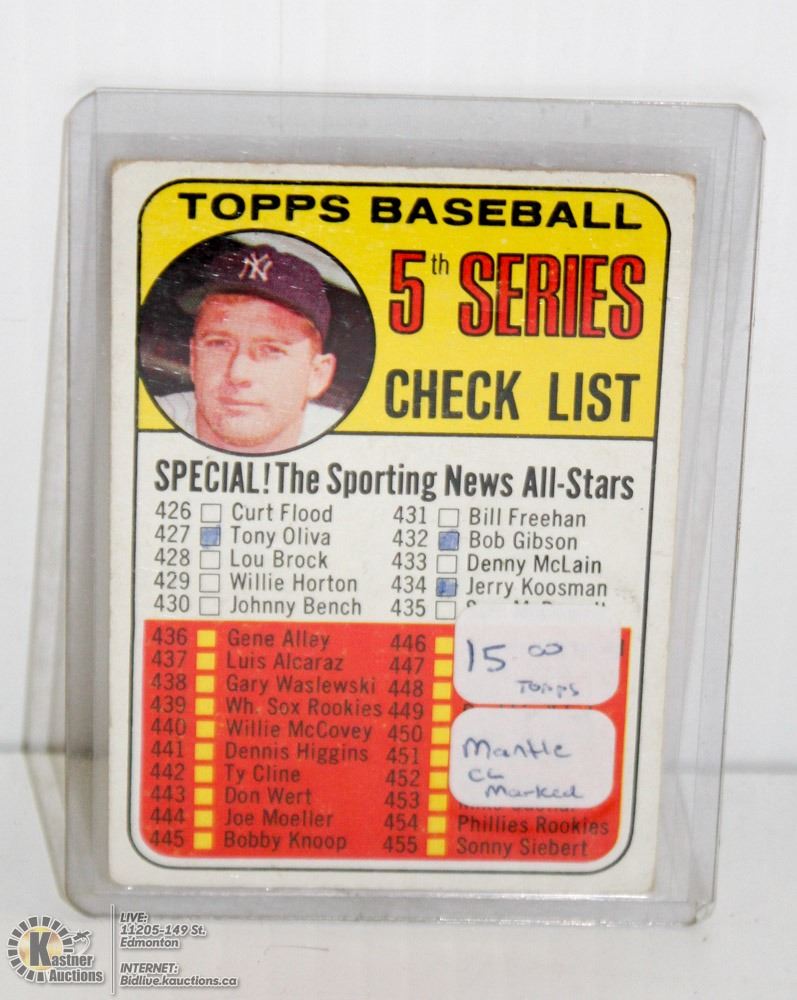 TOPPS BASEBALL
NY
5th SERIES
CHECK LIST
SPECIAL! The Sporting News All-Stars
426 Curt Flood
427 Tony Oliva
428 Lou Brock
429 Willie Horton
430 Johnny Bench
431 Bill Freehan
432 Bob Gibson
433 Denny McLain
434 Jerry Koosman
435
436 Gene Alley
437 Luis Alcaraz
438 Gary Waslewski
439 Wh. Sox Rookies
440 Willie McCovey
441 Dennis Higgins
442 Ty Cline
443 Don Wert
444 Joe Moeller
445 Bobby Knoop
446
447
448
449
450
451
452
453
454 Phillies Rookies
455 Sonny Siebert
15.00
Topps
Mantle
CL
Marked
Kastner
Auctions
LIVE:
11205-149 St.
Edmonton
INTERNET:
Bidlive.kauctions.ca